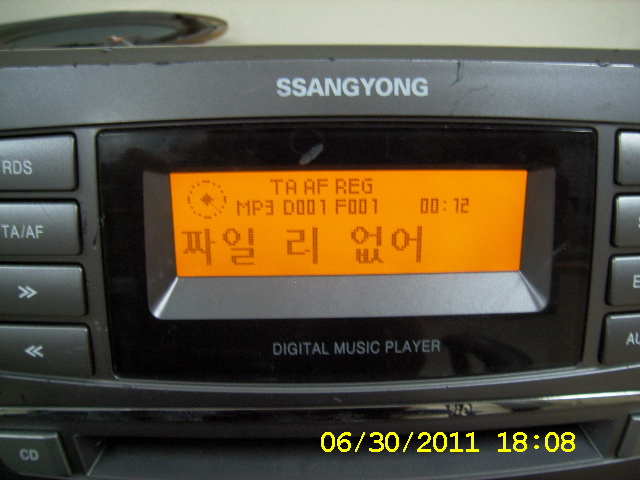 SSANGYONG
RDS
TA AF REG
MP3 D001 F001 00:12
TA/AF
파일 리 없어
DIGITAL MUSIC PLAYER
CD
06/30/2011 18:08